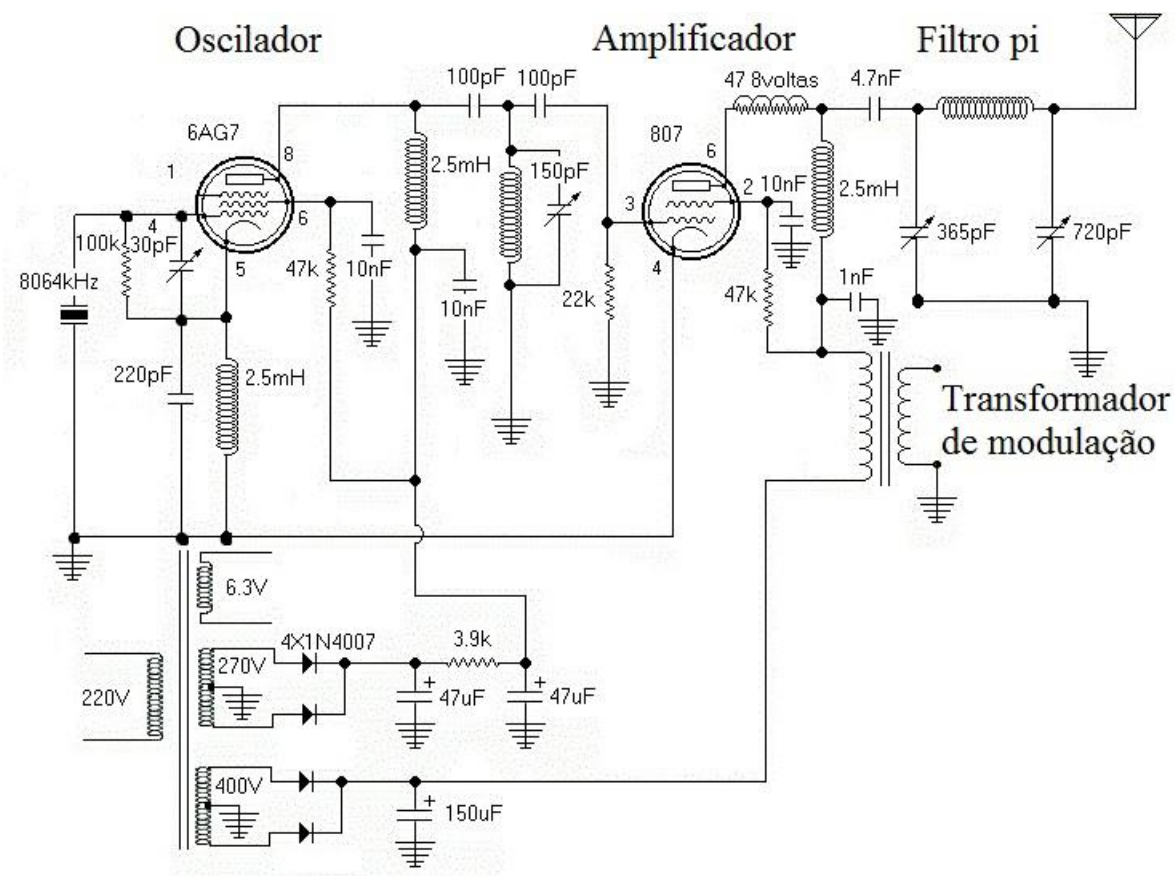 Oscilador
Amplificador
Filtro pi
100pF 100pF
47 8voltas
4.7nF
6AG7
807
8
1
6
2.5mH
150pF
6
2
10nF
2.5mH
4
100k
30pF
3
365pF
720pF
8064kHz
5
47k
10nF
10nF
22k
4
47k
1nF
220pF
2.5mH
Transformador
de modulação
6.3V
4X1N4007
3.9k
270V
220V
+
47uF
+
47uF
400V
+
150uF